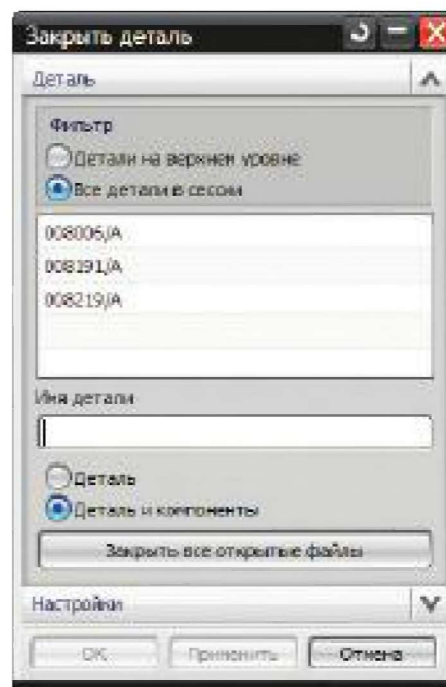 Закрыть деталь
Деталь
Фильтр
Детали на верхнем уровне
Все детали в сессии
008006/A
008191/A
008219/A
Имя детали
Деталь
Деталь и компоненты
Закрыть все открытые файлы
Настройки
OK Применить Отмена